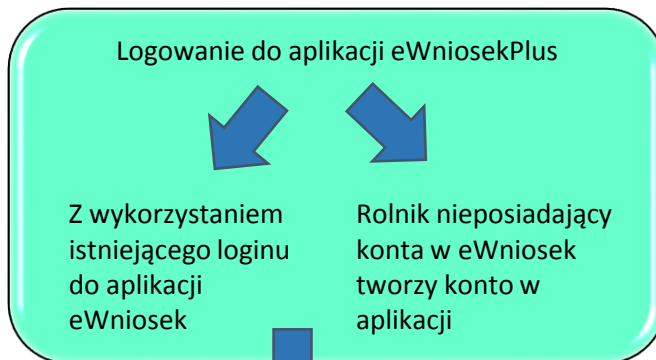 Logowanie do aplikacji eWniosekPlus
Z wykorzystaniem
istniejącego loginu
do aplikacji
eWniosek
Rolnik nieposiadający
konta w eWniosek
tworzy konto w
aplikacji